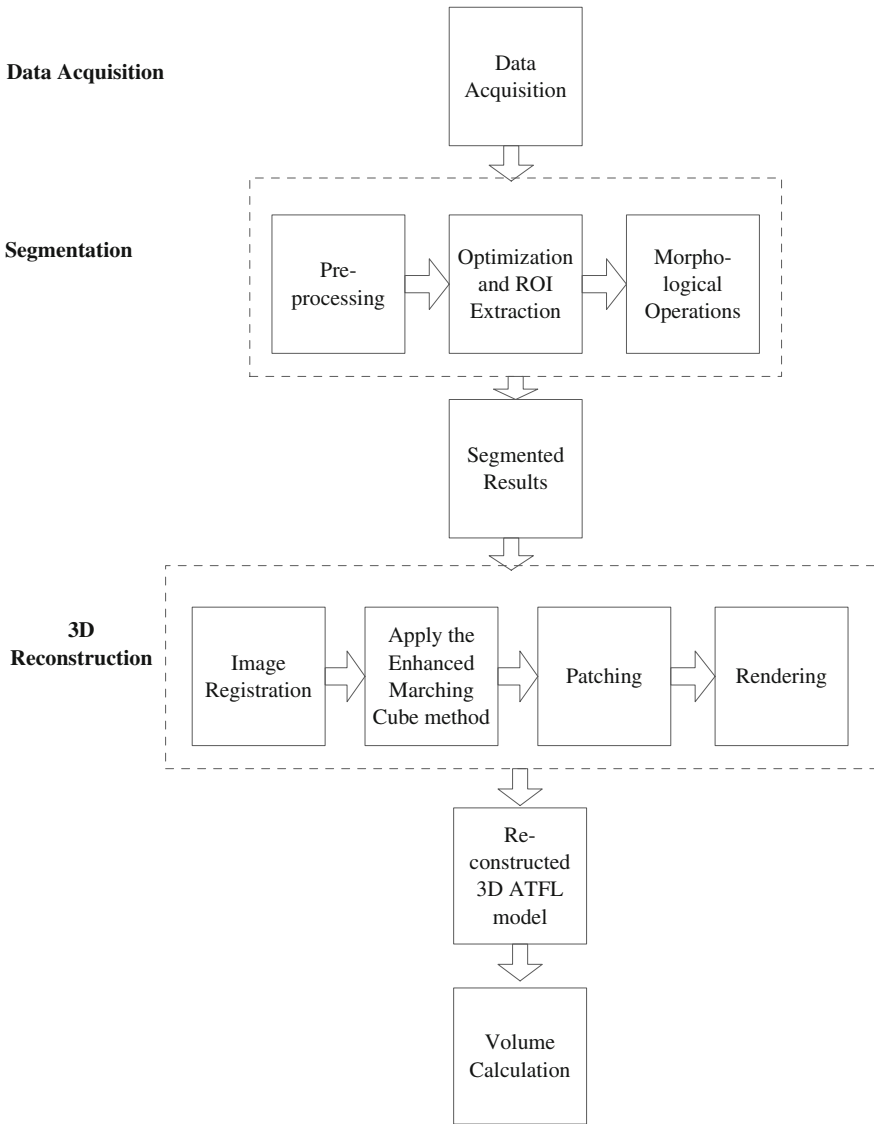 Data Acquisition
Data
Acquisition
Segmentation
Pre-
processing
Optimization
and ROI
Extraction
Morpho-
logical
Operations
Segmented
Results
3D
Reconstruction
Image
Registration
Apply the
Enhanced
Marching
Cube method
Patching
Rendering
Re-
constructed
3D ATFL
model
Volume
Calculation